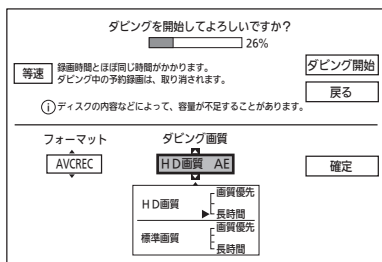 ダビングを開始してよろしいですか?
26%
等速
録画時間とほぼ同じ時間がかかります。
ダビング中の予約録画は、取り消されます。
ダビング開始
戻る
ⓘディスクの内容などによって、容量が不足することがあります。
フォーマット
ダビング画質
AVCREC
HD画質 AE
確定
HD画質
画質優先
長時間
標準画質
画質優先
長時間